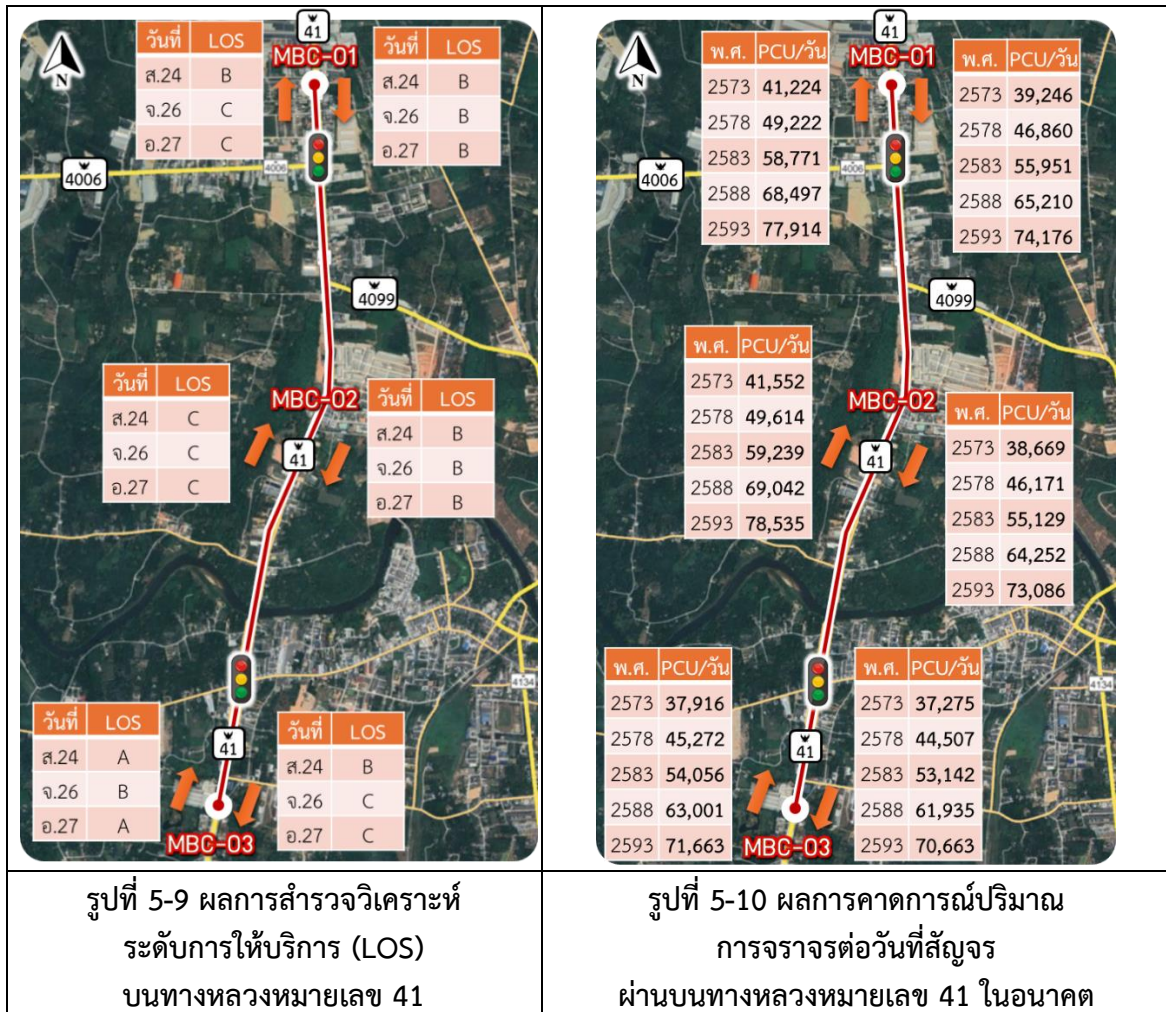 41
MBC-01
N
วันที่ LOS
ส.24 B
จ.26 C
อ.27 C
วันที่ LOS
ส.24 B
จ.26 B
อ.27 B
4006
4006
4099
วันที่ LOS
ส.24 C
จ.26 C
อ.27 C
MBC-02
41
วันที่ LOS
ส.24 B
จ.26 B
อ.27 B
4134
วันที่ LOS
ส.24 A
จ.26 B
อ.27 A
41
วันที่ LOS
ส.24 B
จ.26 C
อ.27 C
MBC-03
รูปที่ 5-9 ผลการสำรวจวิเคราะห์
ระดับการให้บริการ (LOS)
บนทางหลวงหมายเลข 41
41
MBC-01
N
พ.ศ. PCU/วัน
2573 41,224
2578 49,222
2583 58,771
2588 68,497
2593 77,914
พ.ศ. PCU/วัน
2573 39,246
2578 46,860
2583 55,951
2588 65,210
2593 74,176
4006
4006
4099
พ.ศ. PCU/วัน
2573 41,552
2578 49,614
2583 59,239
2588 69,042
2593 78,535
MBC-02
41
พ.ศ. PCU/วัน
2573 38,669
2578 46,171
2583 55,129
2588 64,252
2593 73,086
4134
พ.ศ. PCU/วัน
2573 37,916
2578 45,272
2583 54,056
2588 63,001
2593 71,663
41
พ.ศ. PCU/วัน
2573 37,275
2578 44,507
2583 53,142
2588 61,935
2593 70,663
MBC-03
รูปที่ 5-10 ผลการคาดการณ์ปริมาณ
การจราจรต่อวันที่สัญจร
ผ่านบนทางหลวงหมายเลข 41 ในอนาคต